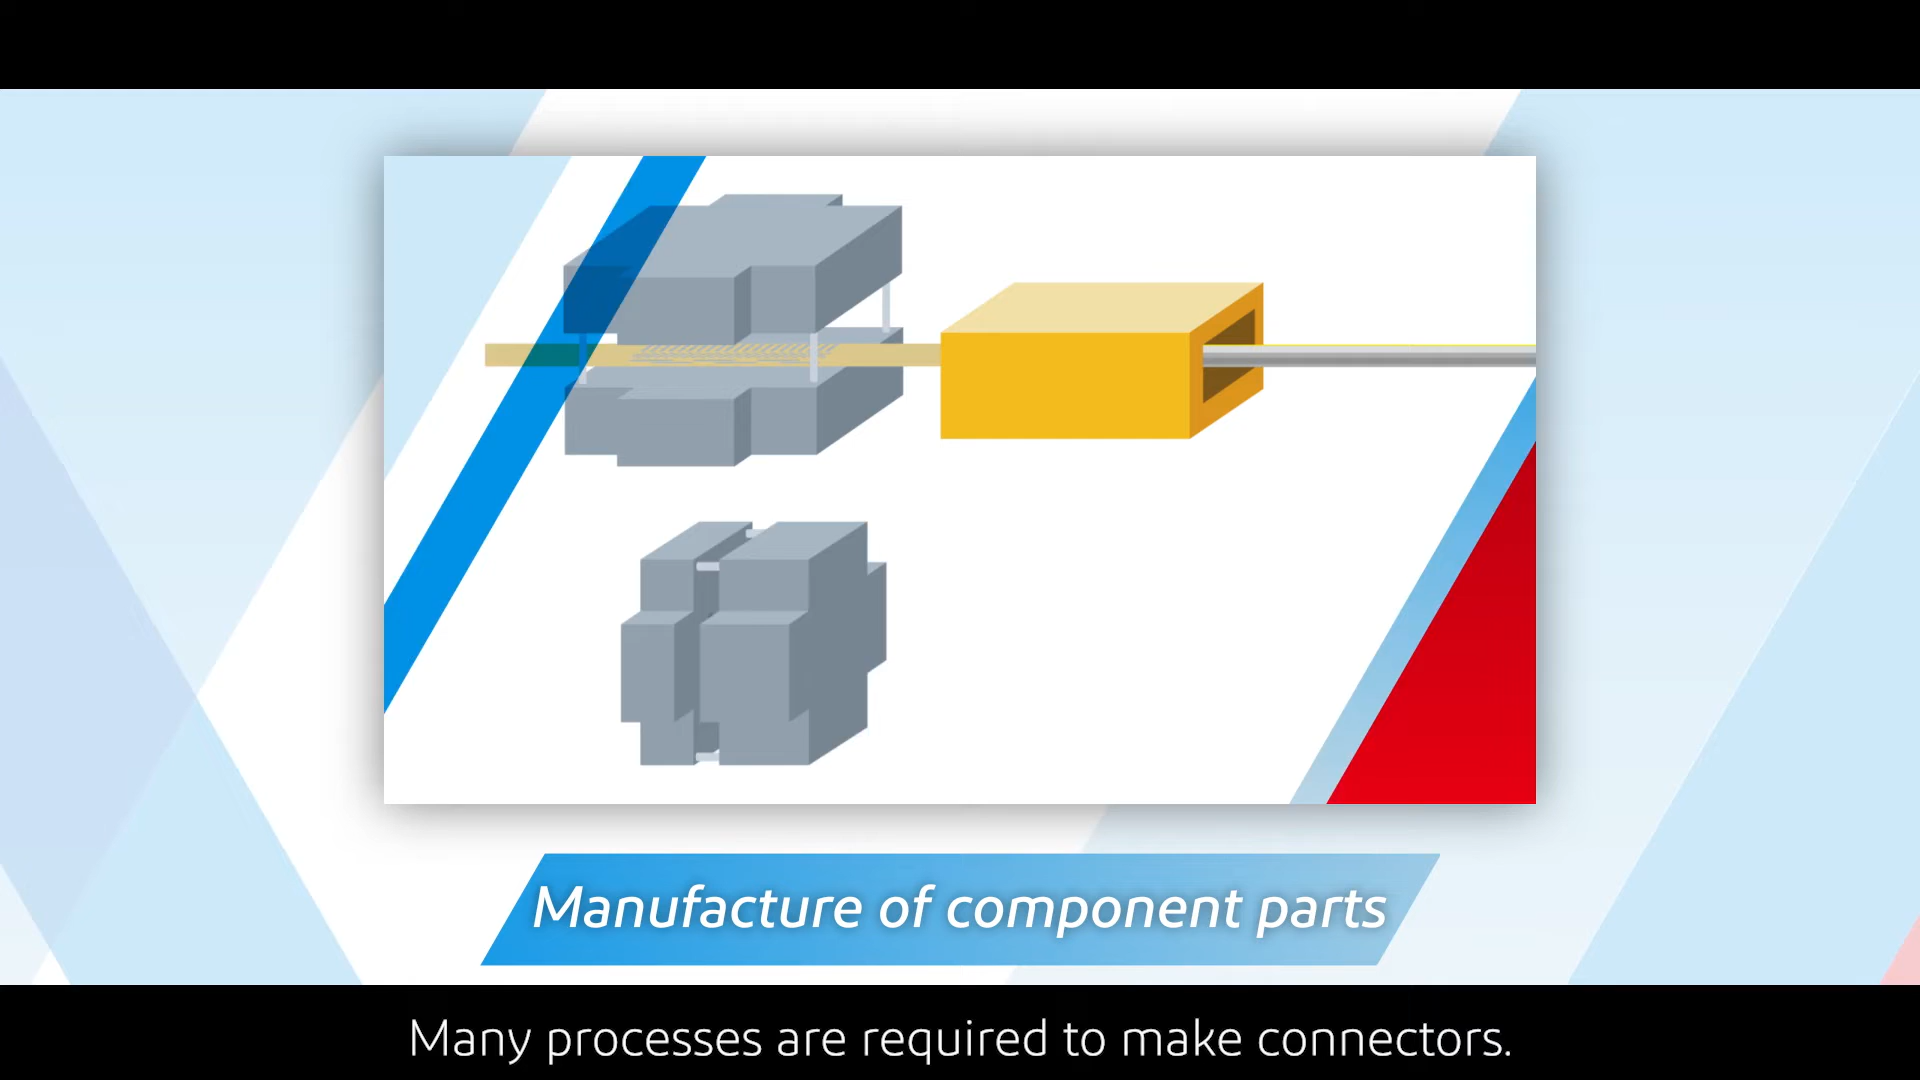 Manufacture of component parts
Many processes are required to make connectors.